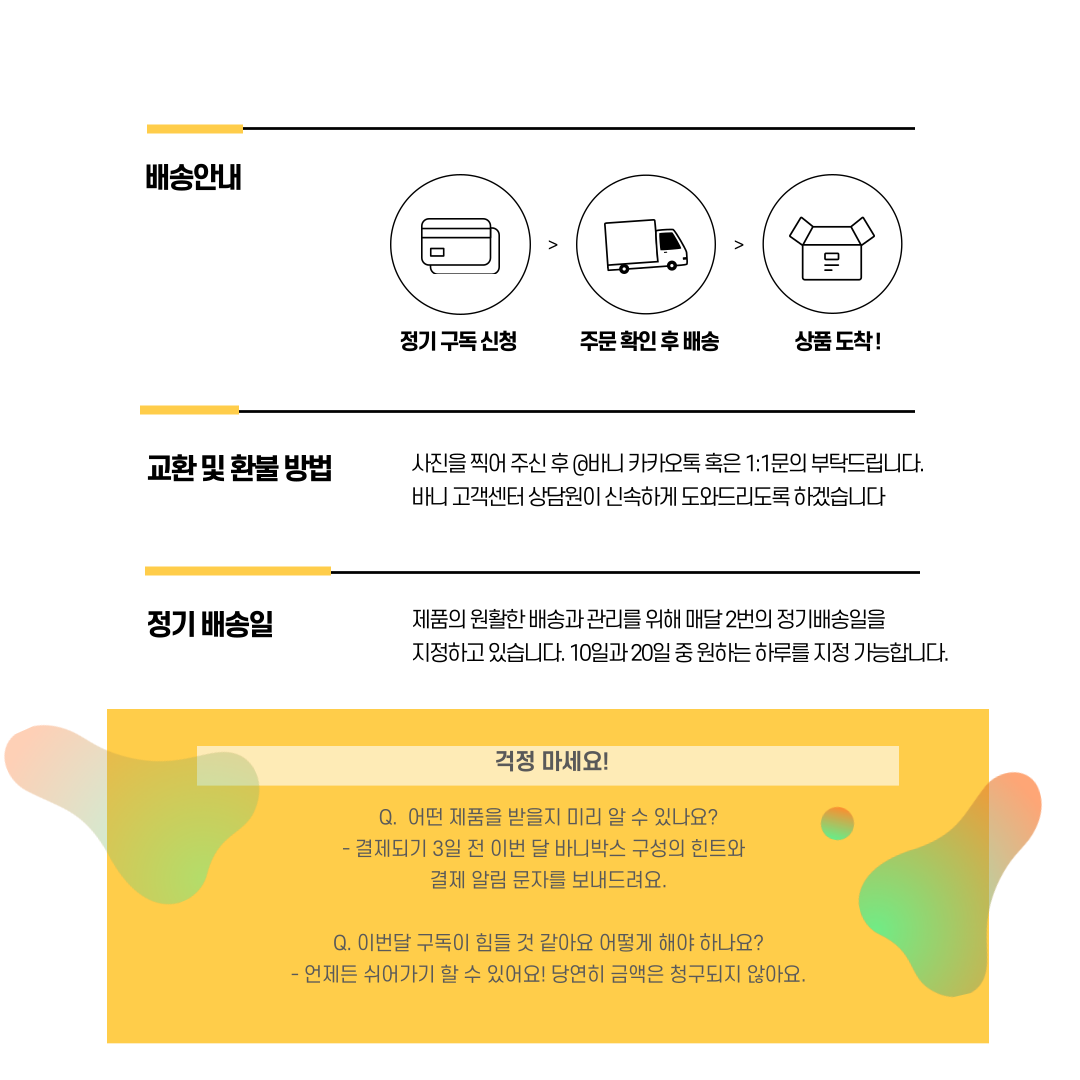 배송안내
>
>
정기 구독 신청
주문 확인 후 배송
상품 도착 !
교환 및 환불 방법
사진을 찍어 주신 후 @바니 카카오톡 혹은 1:1문의 부탁드립니다.
바니 고객센터 상담원이 신속하게 도와드리도록 하겠습니다
정기 배송일
제품의 원활한 배송과 관리를 위해 매달 2번의 정기배송일을
지정하고 있습니다. 10일과 20일 중 원하는 하루를 지정 가능합니다.
걱정 마세요!
Q. 어떤 제품을 받을지 미리 알 수 있나요?
- 결제되기 3일 전 이번 달 바니박스 구성의 힌트와
결제 알림 문자를 보내드려요.
Q. 이번달 구독이 힘들 것 같아요 어떻게 해야 하나요?
- 언제든 쉬어가기 할 수 있어요! 당연히 금액은 청구되지 않아요.